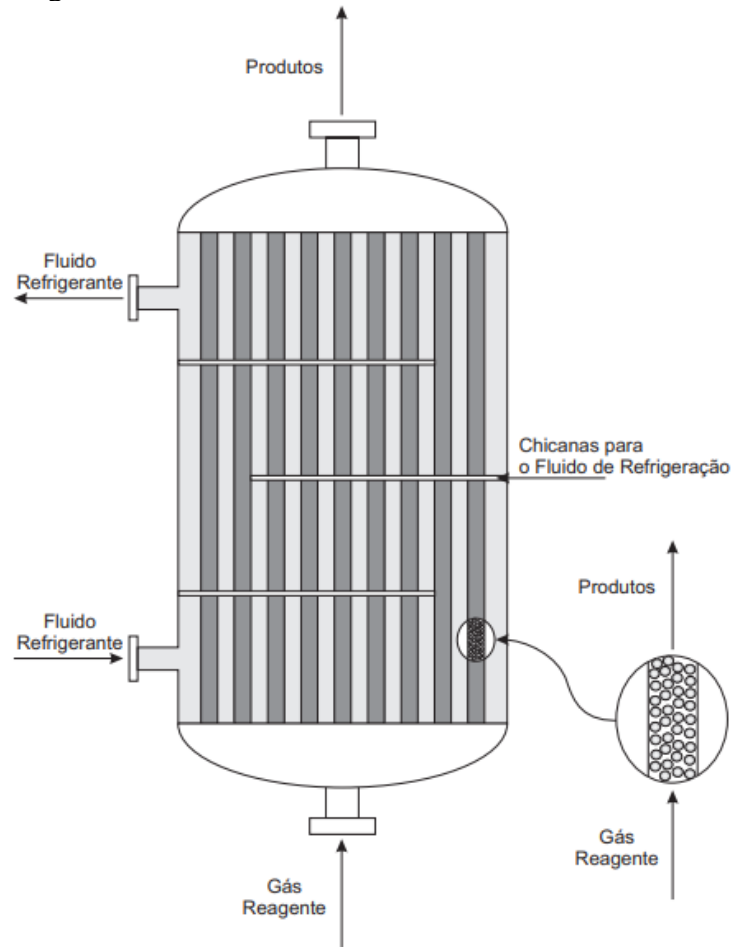 Produtos
Fluido
Refrigerante
Chicanas para
o Fluido de Refrigeração
Produtos
Fluido
Refrigerante
Gás
Reagente
Gás
Reagente